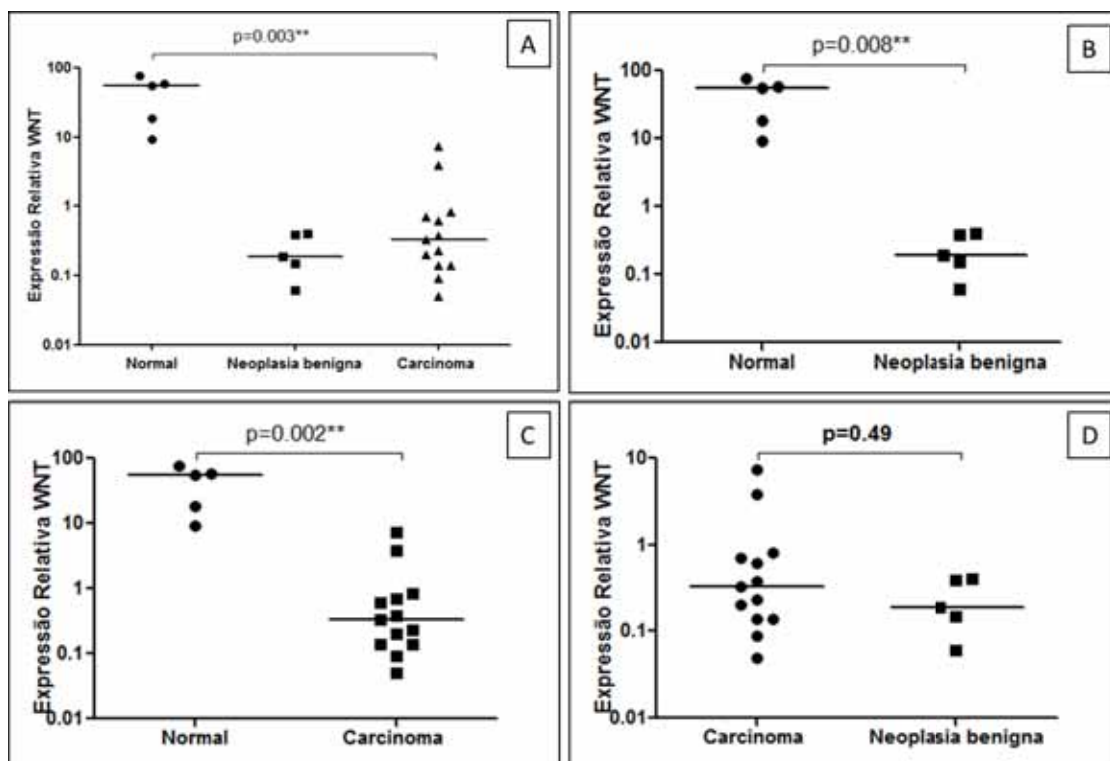 p=0.003**
A
Expressão Relativa WNT
100
10
1
0.1
0.01
Normal Neoplasia benigna Carcinoma
p=0.008**
B
Expressão Relativa WNT
100
10
1
0.1
0.01
Normal Neoplasia benigna
p=0.002**
C
Expressão Relativa WNT
100
10
1
0.1
0.01
Normal Carcinoma
p=0.49
D
Expressão Relativa WNT
10
1
0.1
0.01
Carcinoma Neoplasia benigna